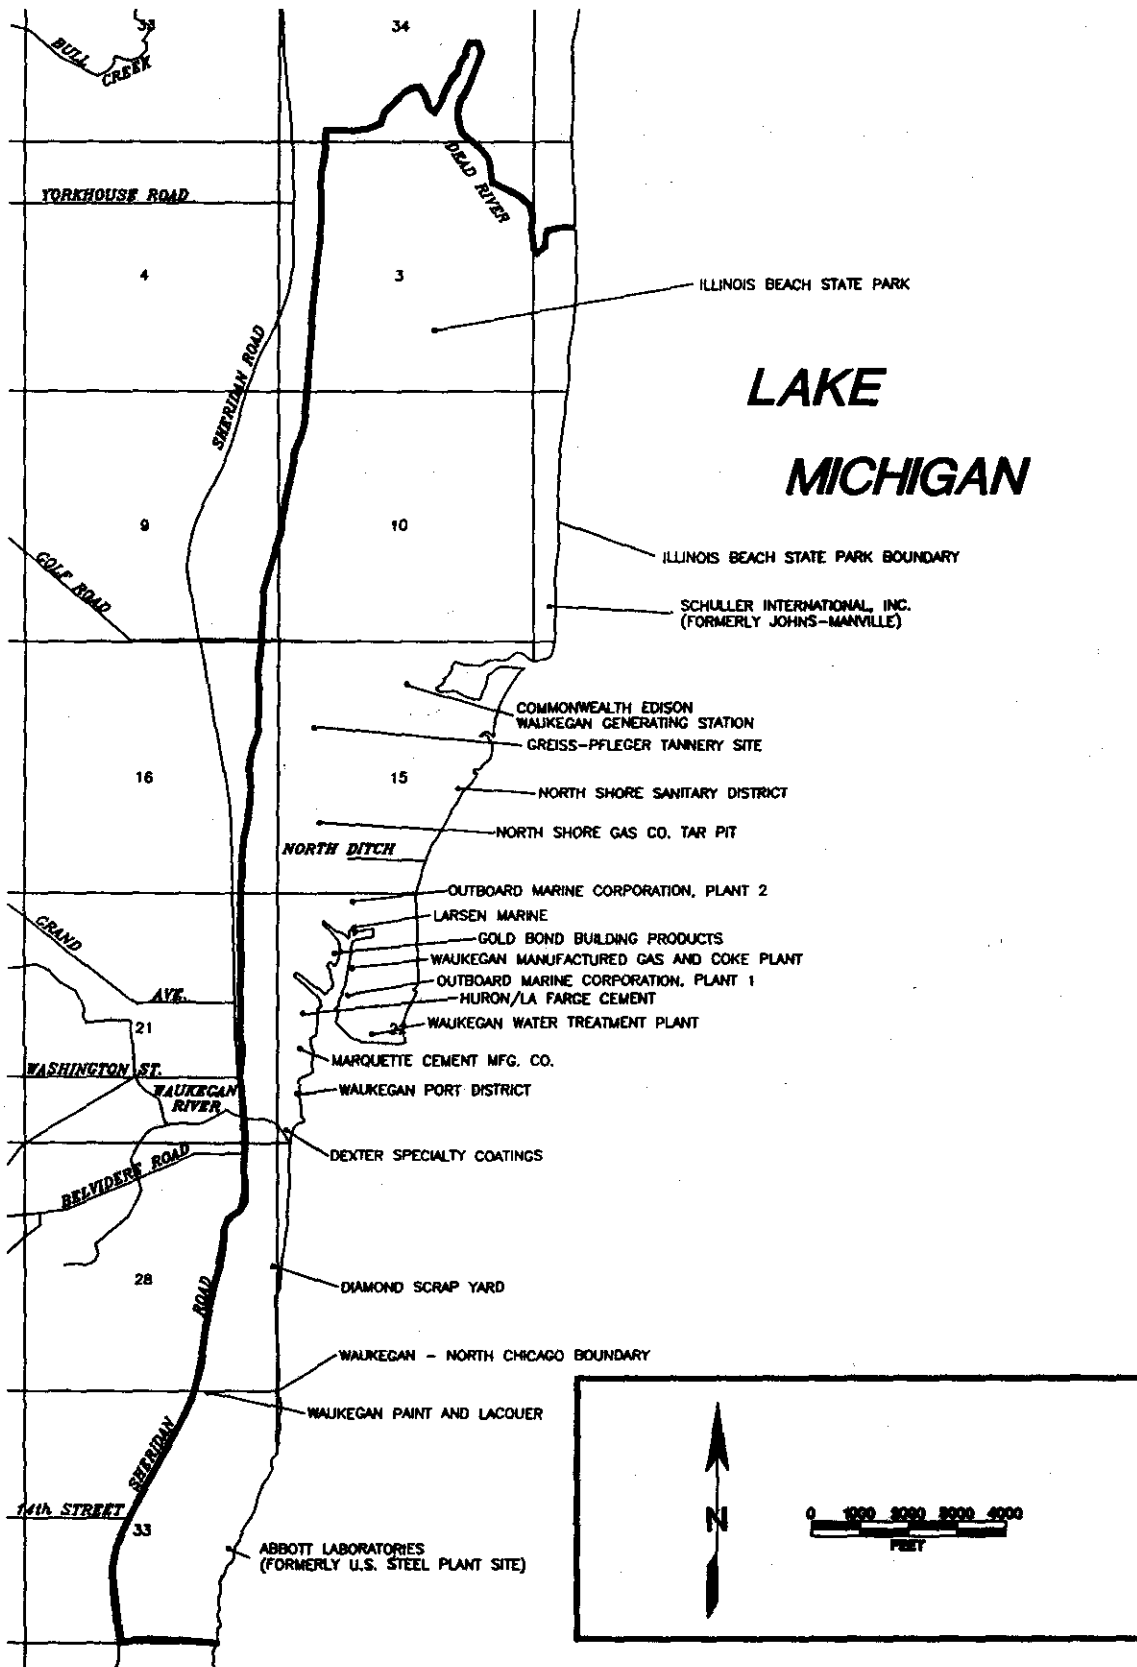 33
34
BULL
CREEK
DEAD RIVER
YORKHOUSE ROAD
4
3
ILLINOIS BEACH STATE PARK
SHERIDAN ROAD
LAKE
MICHIGAN
9
10
ILLINOIS BEACH STATE PARK BOUNDARY
GOLF ROAD
SCHULLER INTERNATIONAL, INC.
(FORMERLY JOHNS-MANVILLE)
COMMONWEALTH EDISON
WAUKEGAN GENERATING STATION
GREISS-PFLEGER TANNERY SITE
16
15
NORTH SHORE SANITARY DISTRICT
NORTH SHORE GAS CO. TAR PIT
NORTH DITCH
OUTBOARD MARINE CORPORATION, PLANT 2
LARSEN MARINE
GRAND
GOLD BOND BUILDING PRODUCTS
WAUKEGAN MANUFACTURED GAS AND COKE PLANT
OUTBOARD MARINE CORPORATION, PLANT 1
AVE.
HURON/LA FARGE CEMENT
21
22
WAUKEGAN WATER TREATMENT PLANT
MARQUETTE CEMENT MFG. CO.
WASHINGTON ST.
WAUKEGAN
RIVER
WAUKEGAN PORT DISTRICT
DEXTER SPECIALTY COATINGS
BELVIDERE ROAD
28
ROAD
DIAMOND SCRAP YARD
WAUKEGAN - NORTH CHICAGO BOUNDARY
WAUKEGAN PAINT AND LACQUER
SHERIDAN
14th STREET
33
ABBOTT LABORATORIES
(FORMERLY U.S. STEEL PLANT SITE)
N
0 1000 2000 3000 4000
FEET